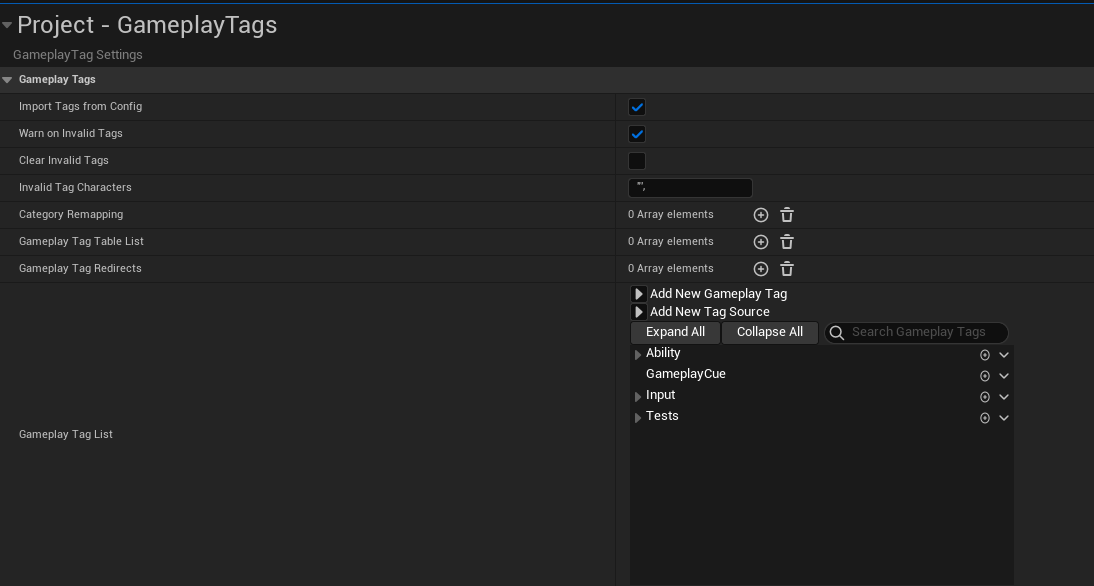 Project - GameplayTags
GameplayTag Settings
Gameplay Tags
Import Tags from Config
Warn on Invalid Tags
Clear Invalid Tags
Invalid Tag Characters "',
Category Remapping 0 Array elements
Gameplay Tag Table List 0 Array elements
Gameplay Tag Redirects 0 Array elements
Add New Gameplay Tag
Add New Tag Source
Expand All Collapse All Search Gameplay Tags
Ability
GameplayCue
Input
Tests
Gameplay Tag List